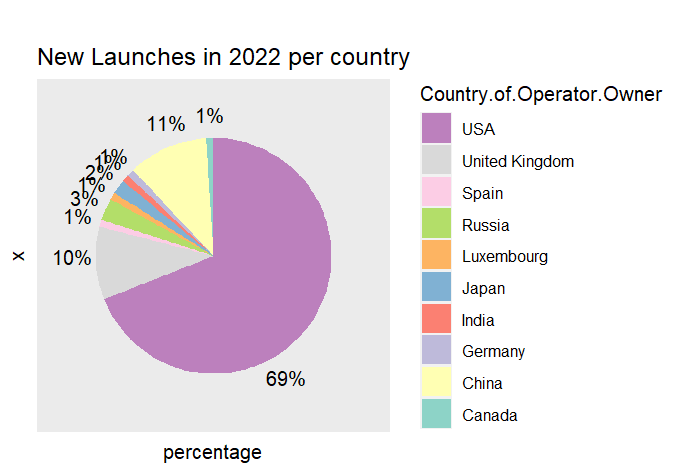 New Launches in 2022 per country
Country.of.Operator.Owner
1%
11%
1%
1%
2%
1%
3%
1%
10%
69%
USA
United Kingdom
Spain
Russia
Luxembourg
Japan
India
Germany
China
Canada
x
percentage